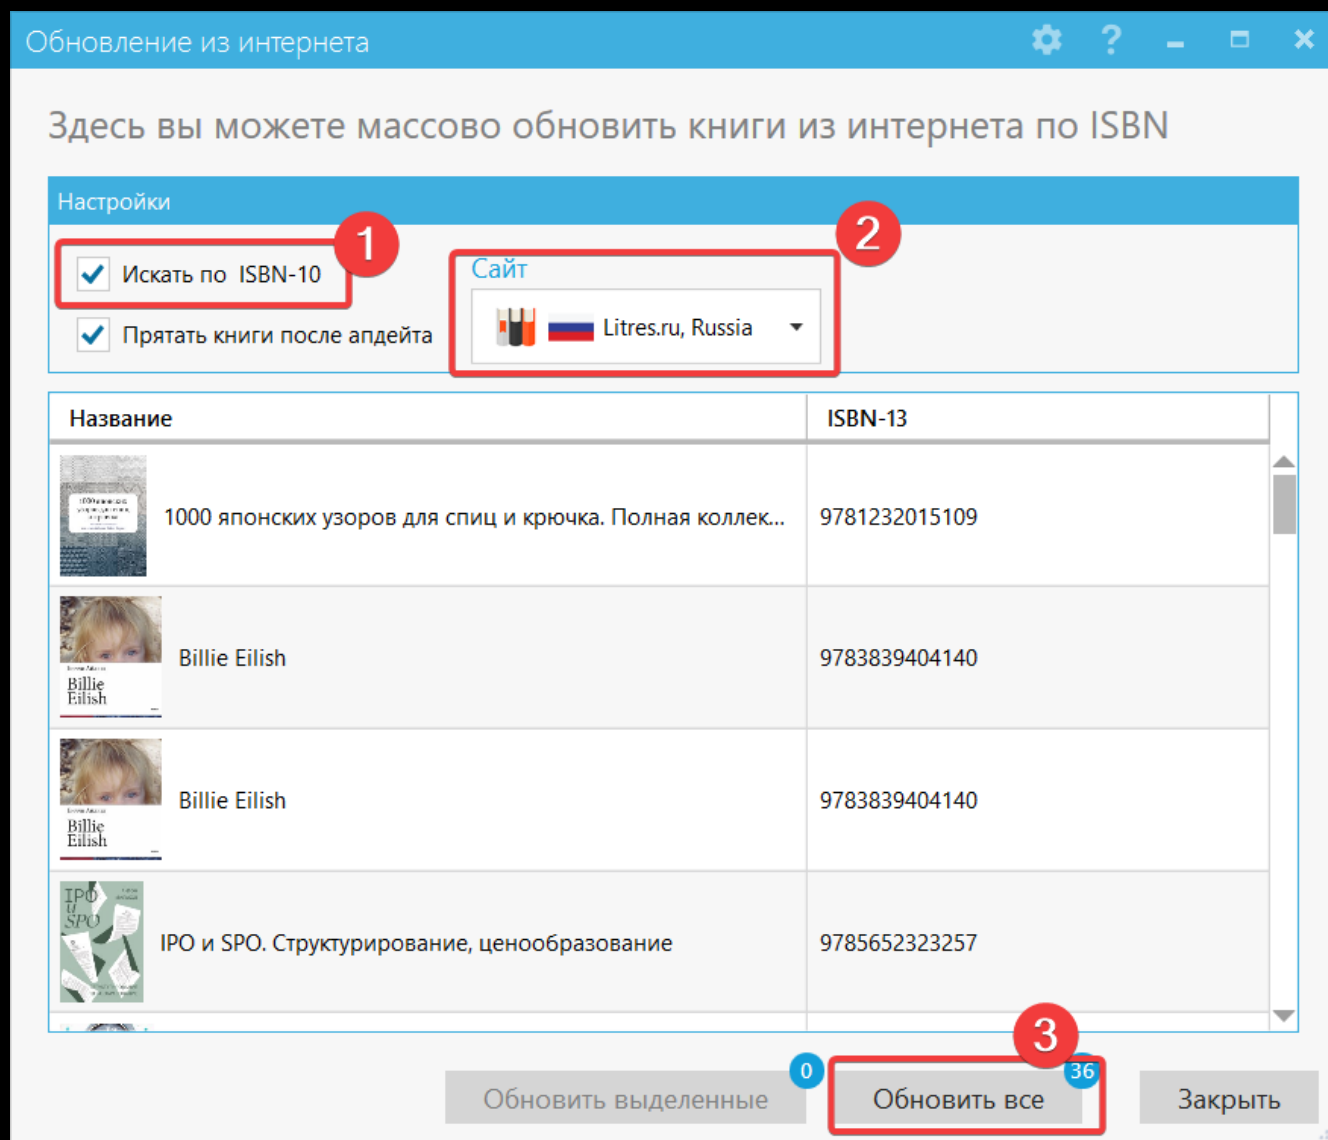 Обновление из интернета
?
Здесь вы можете массово обновить книги из интернета по ISBN
Настройки
1
2
Искать по ISBN-10
Сайт
Прятать книги после апдейта
Litres.ru, Russia
Название
ISBN-13
1000 японских узоров для спиц и крючка. Полная коллек...
9781232015109
Billie Eilish
9783839404140
Billie
Eilish
Billie Eilish
9783839404140
Billie
Eilish
IPO
и
SPO
IPO и SPO. Структурирование, ценообразование
9785652323257
3
0
36
Обновить выделенные
Обновить все
Закрыть